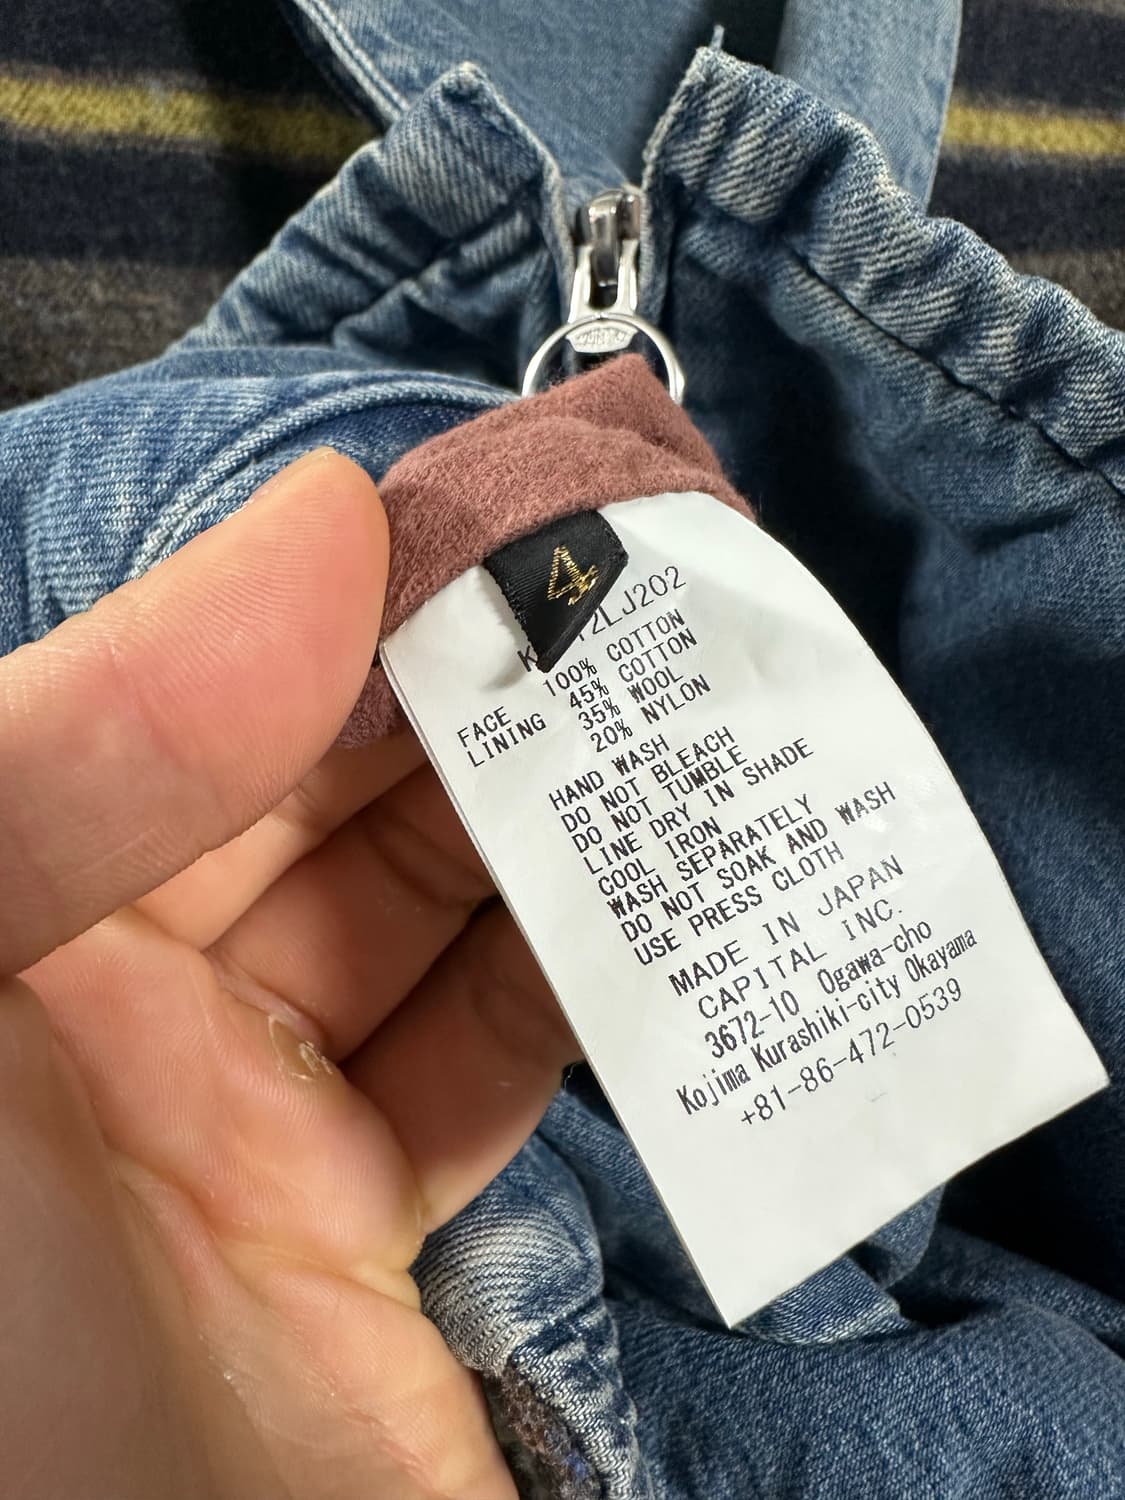 4
2LJ202
FACE 100% COTTON
LINING 45% COTTON
35% WOOL
20% NYLON
HAND WASH
DO NOT BLEACH
DO NOT TUMBLE
LINE DRY IN SHADE
COOL IRON
WASH SEPARATELY
DO NOT SOAK AND WASH
USE PRESS CLOTH
MADE IN JAPAN
CAPITAL INC.
3672-10 Ogawa-cho
Kojima Kurashiki-city Okayama
+81-86-472-0539